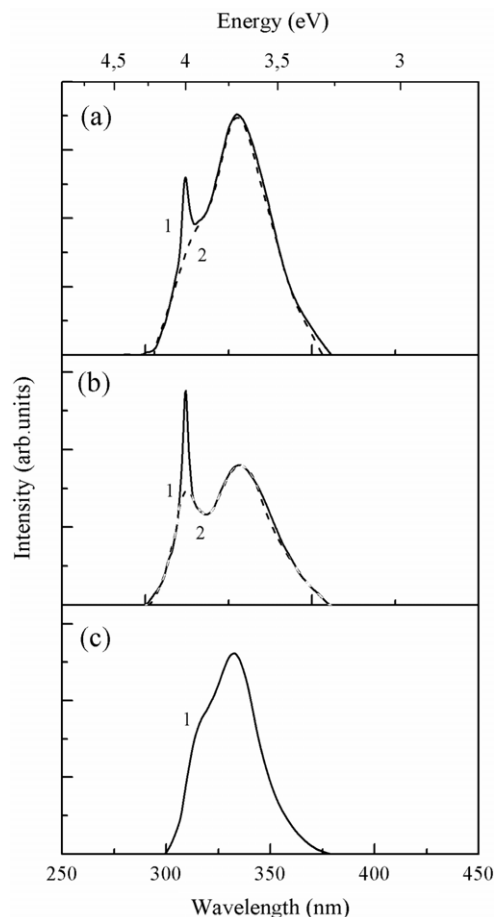 Energy (eV)
4,5 4 3,5 3
(a)
1
2
(b)
1
2
Intensity (arb.units)
(c)
1
250 300 350 400 450
Wavelength (nm)